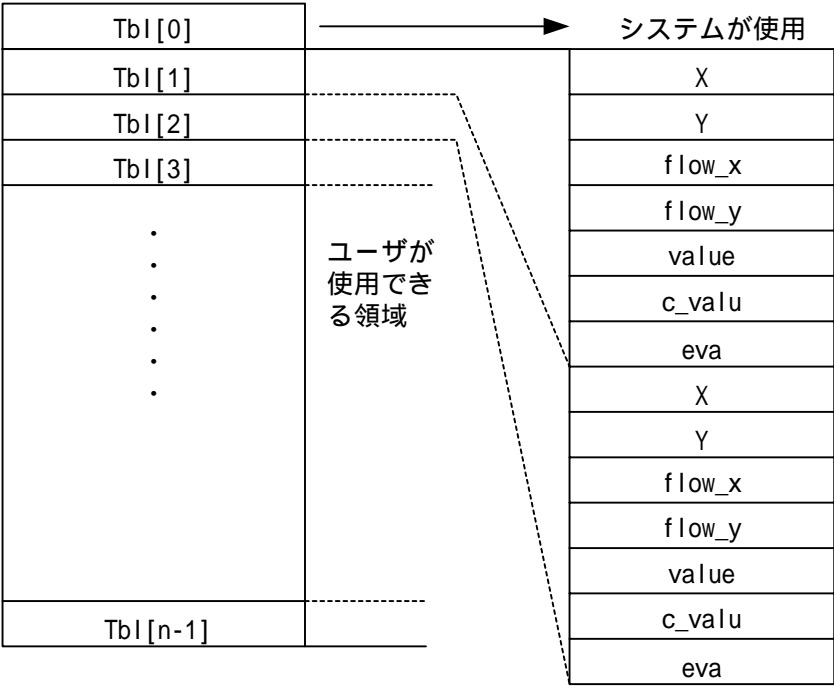 Tbl[0]
システムが使用
Tbl[1]
Tbl[2]
Tbl[3]
・
・
・
・
・
・
Tbl[n-1]
ユーザが
使用でき
る領域
X
Y
flow_x
flow_y
value
c_valu
eva
X
Y
flow_x
flow_y
value
c_valu
eva